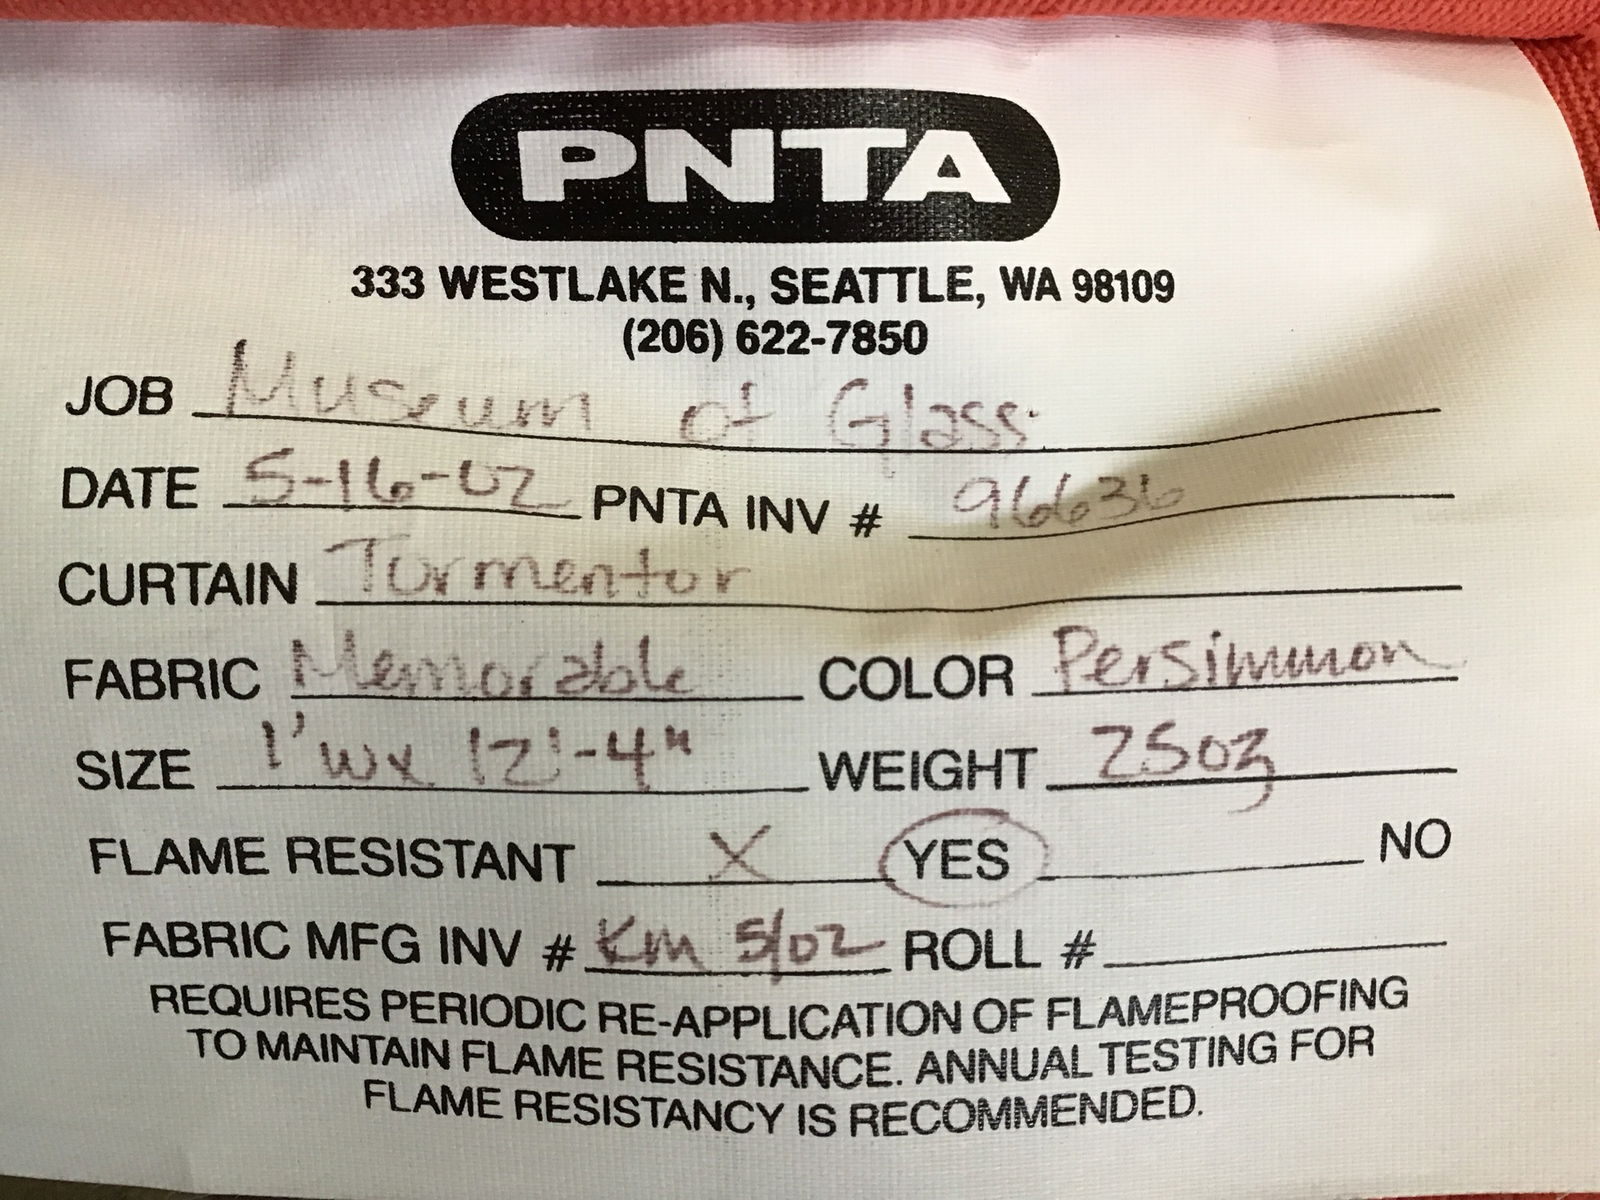 PNTA
333 WESTLAKE N., SEATTLE, WA 98109
(206) 622-7850
JOB Museum of Glass
DATE 5-16-02 PNTA INV # 96636
CURTAIN Tormentor
FABRIC Memorable COLOR Persimmon
SIZE 1' w x 12'-4" WEIGHT 25oz
FLAME RESISTANT X YES NO
FABRIC MFG INV # KM 5/02 ROLL #
REQUIRES PERIODIC RE-APPLICATION OF FLAMEPROOFING
TO MAINTAIN FLAME RESISTANCE. ANNUAL TESTING FOR
FLAME RESISTANCY IS RECOMMENDED.